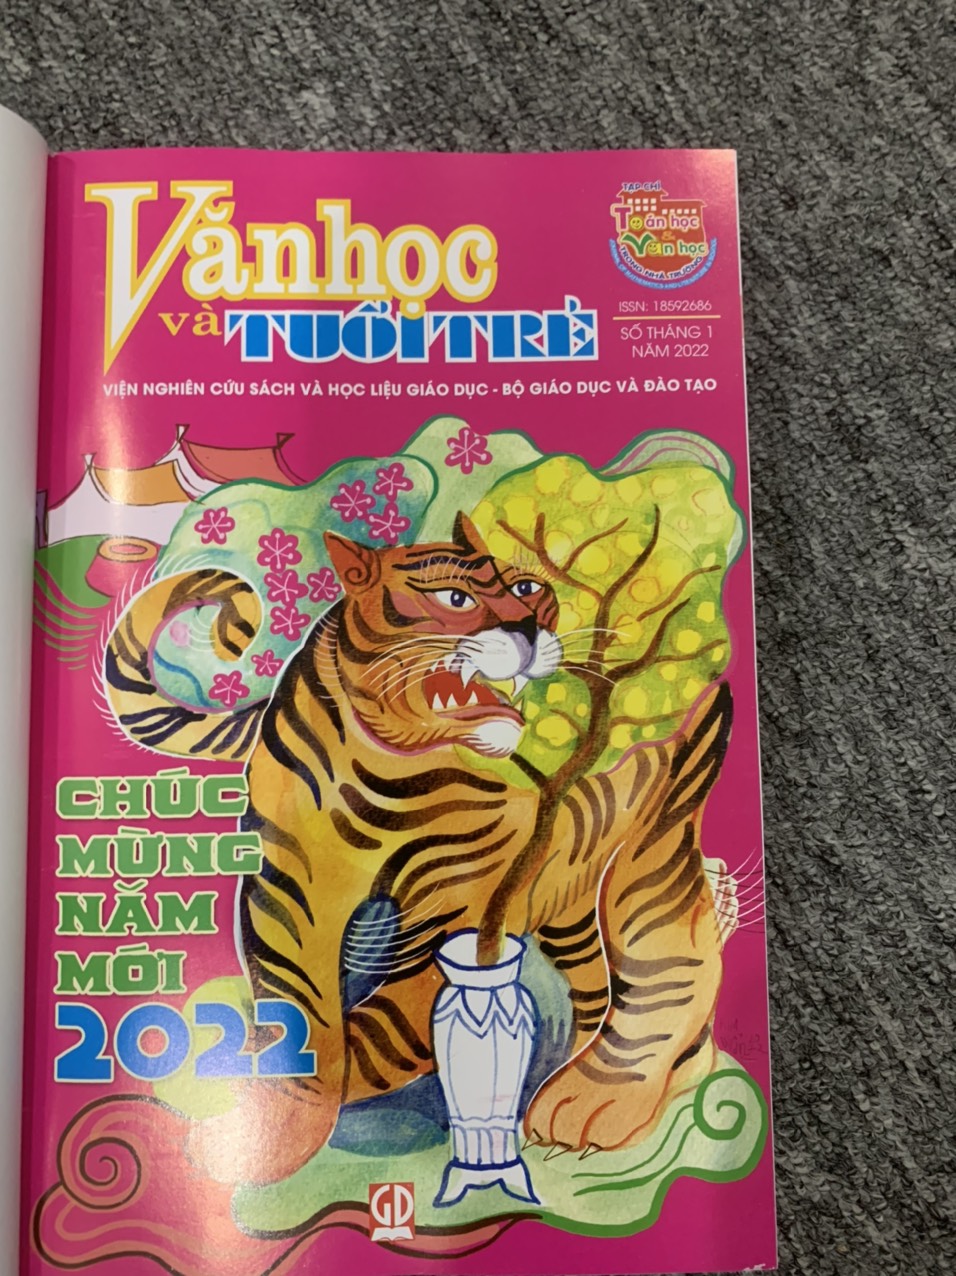 Văn học
và TUỔI TRẺ
TẠP CHÍ
Toán học
&
Văn học
TRONG NHÀ TRƯỜNG
ISSN: 18592686
SỐ THÁNG 1
NĂM 2022
VIỆN NGHIÊN CỨU SÁCH VÀ HỌC LIỆU GIÁO DỤC - BỘ GIÁO DỤC VÀ ĐÀO TẠO
CHÚC
MỪNG
NĂM
MỚI
2022
GD